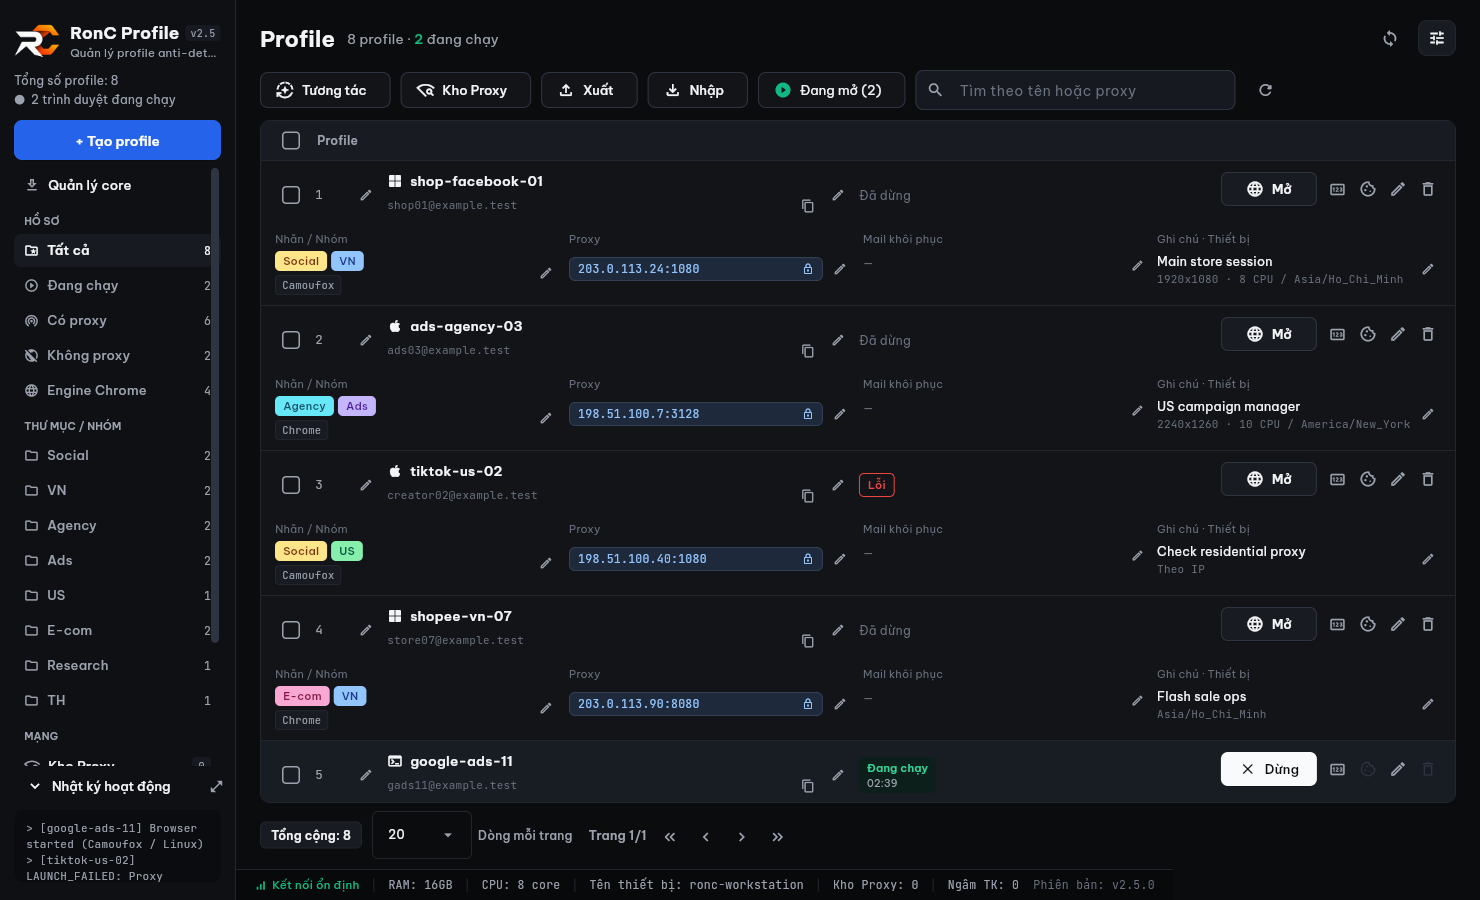 RonC Profile v2.5
Quản lý profile anti-det...
Tổng số profile: 8
2 trình duyệt đang chạy
+ Tạo profile
Quản lý core
HỒ SƠ
Tất cả 8
Đang chạy 2
Có proxy 6
Không proxy 2
Engine Chrome 4
THƯ MỤC / NHÓM
Social 2
VN 2
Agency 2
Ads 2
US 1
E-com 2
Research 1
TH 1
MẠNG
Kho Proxy 0
Nhật ký hoạt động
> [google-ads-11] Browser
started (Camoufox / Linux)
> [tiktok-us-02]
LAUNCH_FAILED: Proxy
Profile 8 profile · 2 đang chạy
Tương tác Kho Proxy Xuất Nhập Đang mở (2) Tìm theo tên hoặc proxy
Profile
1 shop-facebook-01 Đã dừng Mở
shop01@example.test
Nhãn / Nhóm Proxy Mail khôi phục Ghi chú · Thiết bị
Social VN 203.0.113.24:1080 — Main store session
Camoufox 1920x1080 · 8 CPU / Asia/Ho_Chi_Minh
2 ads-agency-03 Đã dừng Mở
ads03@example.test
Nhãn / Nhóm Proxy Mail khôi phục Ghi chú · Thiết bị
Agency Ads 198.51.100.7:3128 — US campaign manager
Chrome 2240x1260 · 10 CPU / America/New_York
3 tiktok-us-02 Lỗi Mở
creator02@example.test
Nhãn / Nhóm Proxy Mail khôi phục Ghi chú · Thiết bị
Social US 198.51.100.40:1080 — Check residential proxy
Camoufox Theo IP
4 shopee-vn-07 Đã dừng Mở
store07@example.test
Nhãn / Nhóm Proxy Mail khôi phục Ghi chú · Thiết bị
E-com VN 203.0.113.90:8080 — Flash sale ops
Chrome Asia/Ho_Chi_Minh
5 google-ads-11 Đang chạy Dừng
gads11@example.test 02:39
Tổng cộng: 8 20 Dòng mỗi trang Trang 1/1
Kết nối ổn định RAM: 16GB CPU: 8 core Tên thiết bị: ronc-workstation Kho Proxy: 0 Ngâm TK: 0 Phiên bản: v2.5.0